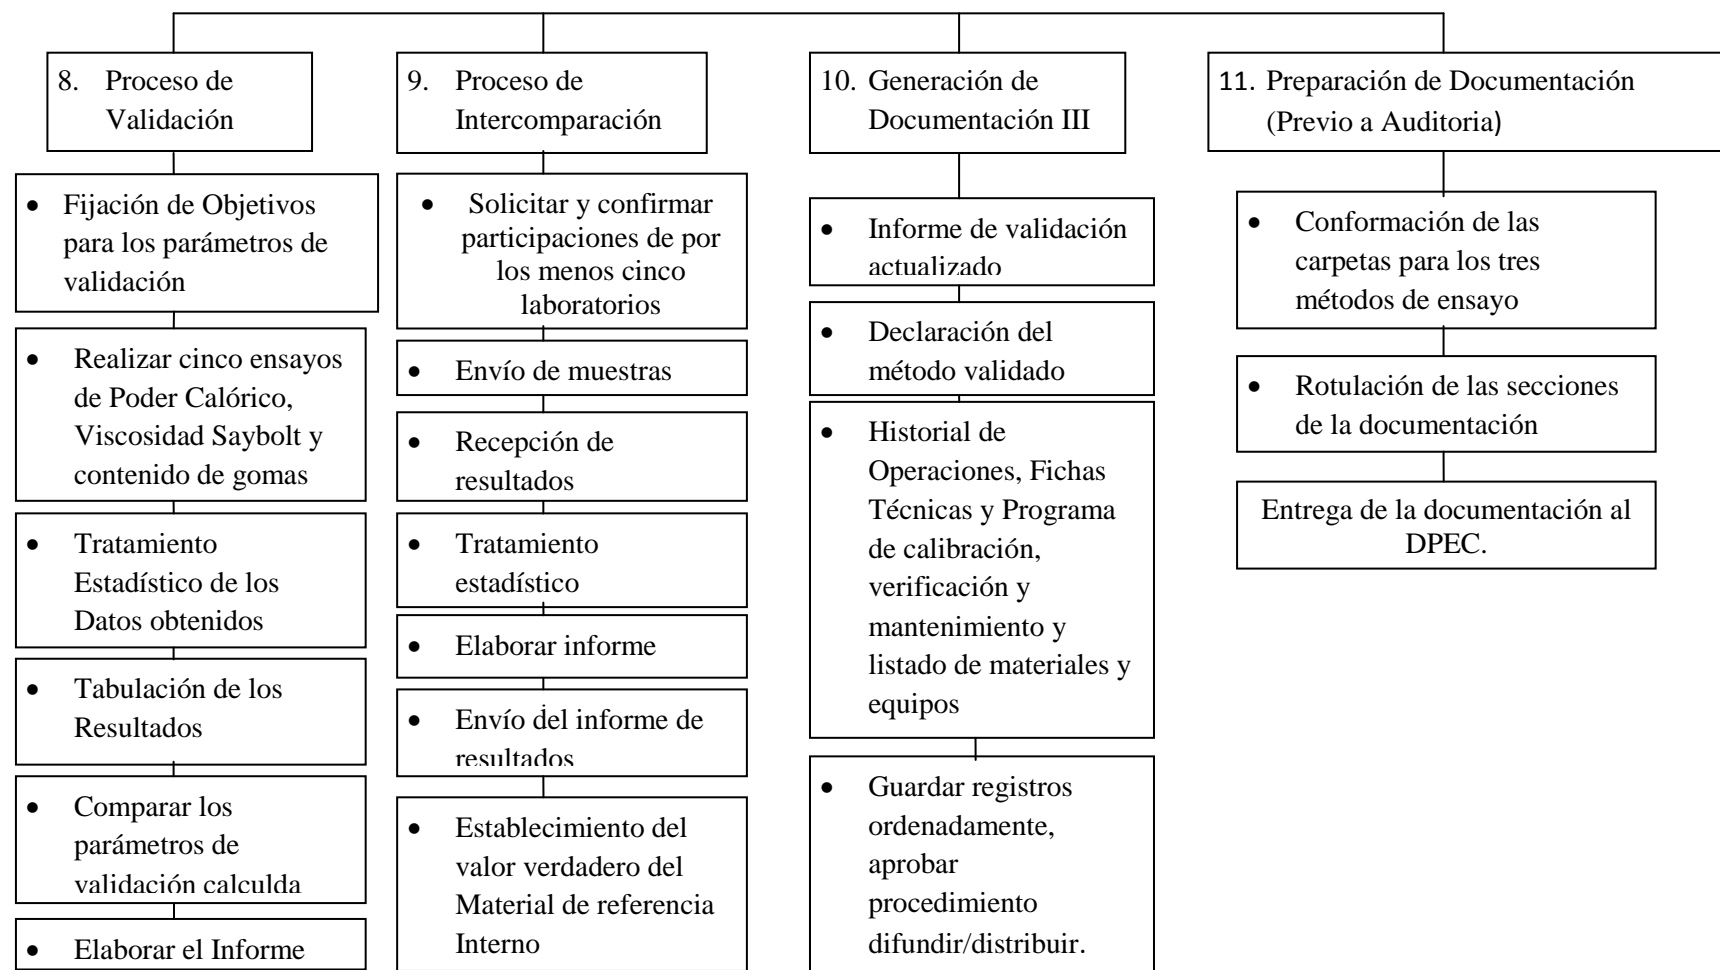 8. Proceso de
Validación
• Fijación de Objetivos
para los parámetros de
validación
• Realizar cinco ensayos
de Poder Calórico,
Viscosidad Saybolt y
contenido de gomas
• Tratamiento
Estadístico de los
Datos obtenidos
• Tabulación de los
Resultados
• Comparar los
parámetros de
validación calculda
• Elaborar el Informe
9. Proceso de
Intercomparación
• Solicitar y confirmar
participaciones de por
los menos cinco
laboratorios
• Envío de muestras
• Recepción de
resultados
• Tratamiento
estadístico
• Elaborar informe
• Envío del informe de
resultados
• Establecimiento del
valor verdadero del
Material de referencia
Interno
10. Generación de
Documentación III
• Informe de validación
actualizado
• Declaración del
método validado
• Historial de
Operaciones, Fichas
Técnicas y Programa
de calibración,
verificación y
mantenimiento y
listado de materiales y
equipos
• Guardar registros
ordenadamente,
aprobar
procedimiento
difundir/distribuir.
11. Preparación de Documentación
(Previo a Auditoria)
• Conformación de las
carpetas para los tres
métodos de ensayo
• Rotulación de las secciones
de la documentación
Entrega de la documentación al
DPEC.